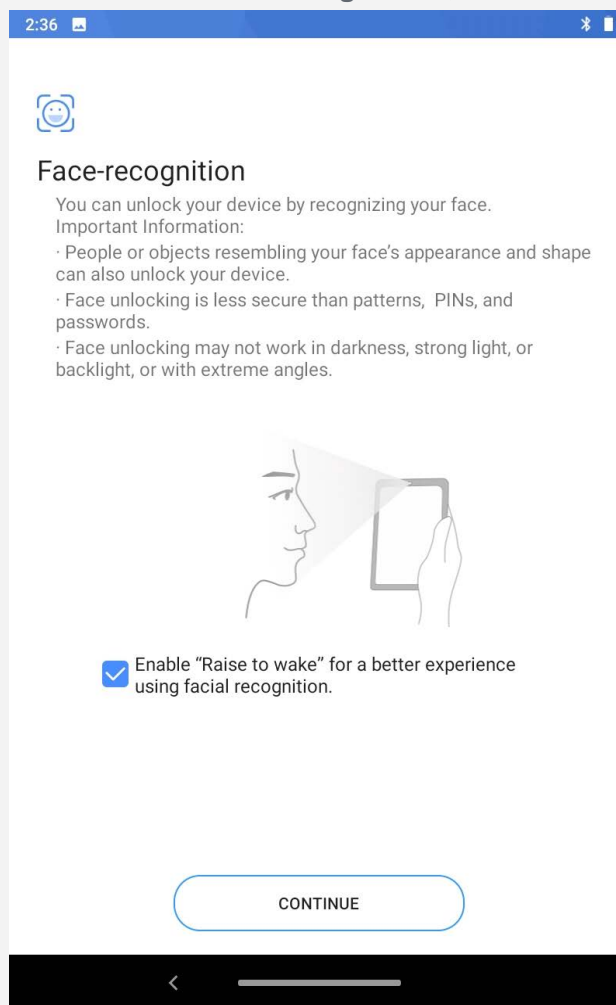 2:36
Face-recognition
You can unlock your device by recognizing your face.
Important Information:
· People or objects resembling your face's appearance and shape
can also unlock your device.
· Face unlocking is less secure than patterns,  PINs, and
passwords.
· Face unlocking may not work in darkness, strong light, or
backlight, or with extreme angles.
Enable “Raise to wake” for a better experience
using facial recognition.
CONTINUE